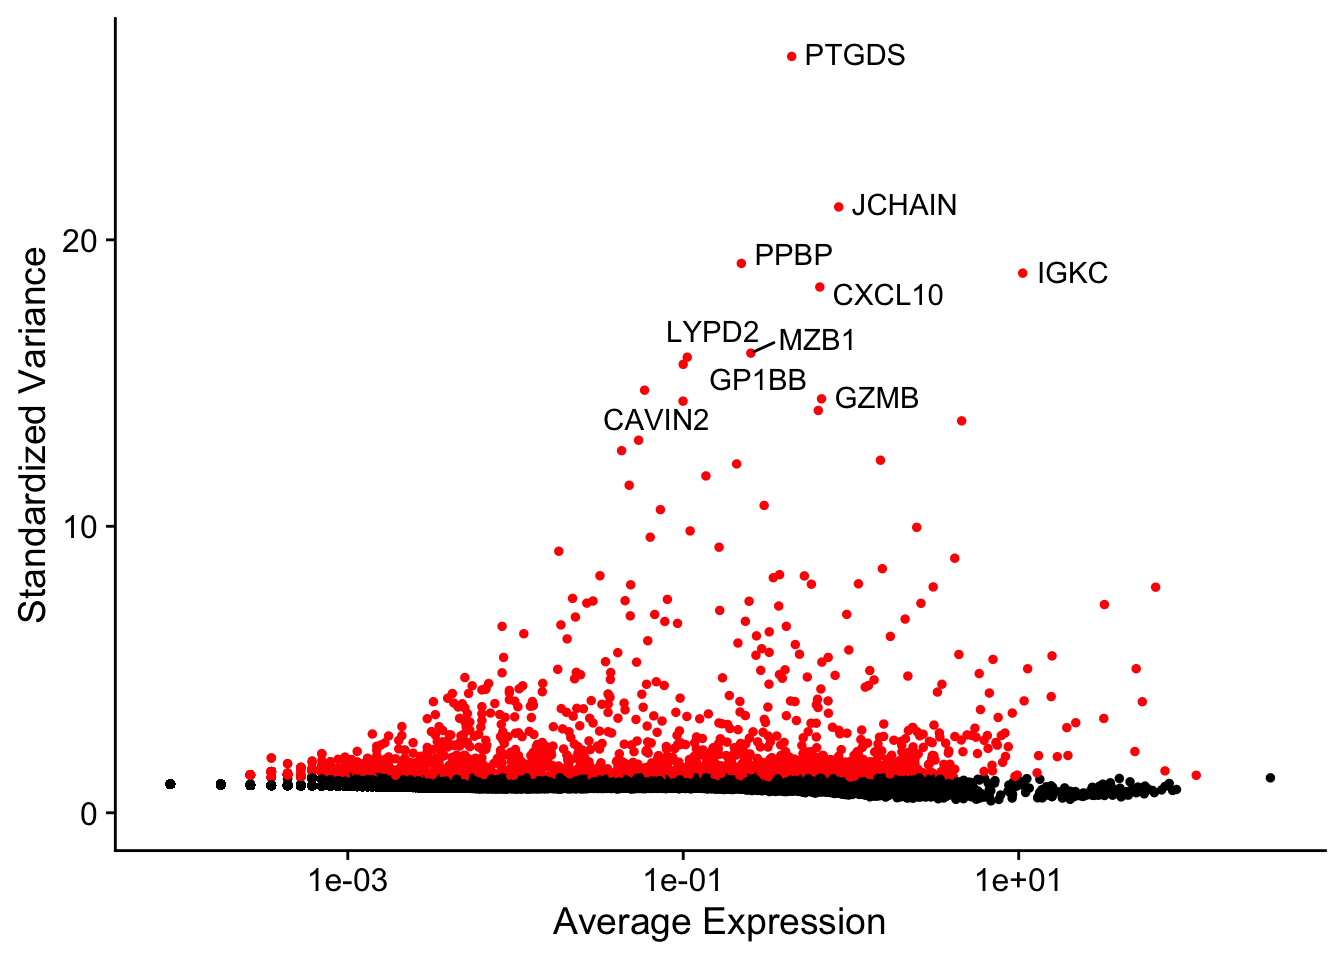 PTGDS
JCHAIN
PPBP
IGKC
CXCL10
LYPD2
MZB1
GP1BB
GZMB
CAVIN2
20
10
0
Standardized Variance
1e-03
1e-01
1e+01
Average Expression